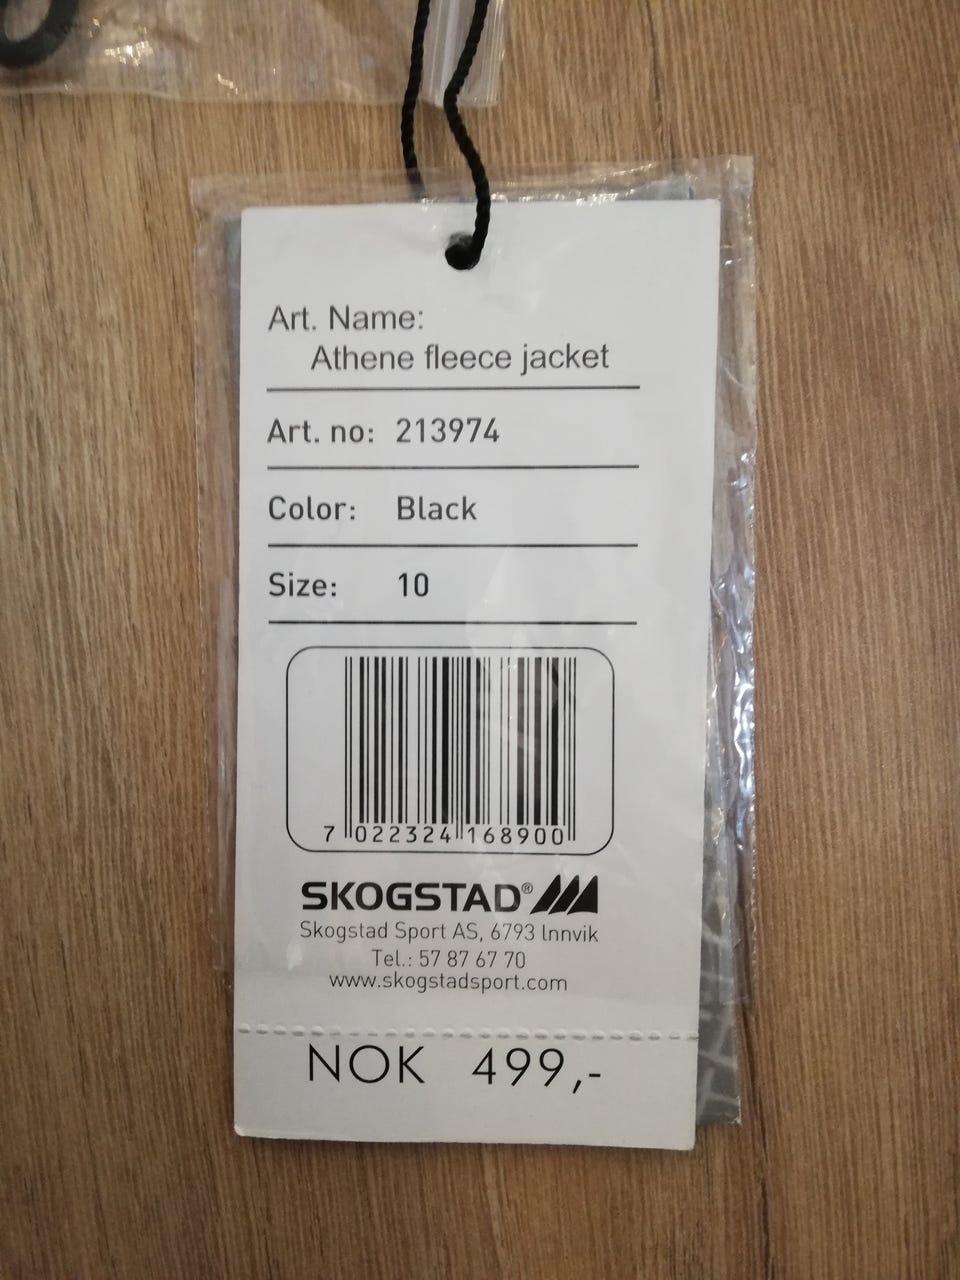 Art. Name:
Athene fleece jacket
Art. no: 213974
Color: Black
Size: 10
7 022324 168900
SKOGSTAD®
Skogstad Sport AS, 6793 Innvik
Tel.: 57 87 67 70
www.skogstadsport.com
NOK 499,-